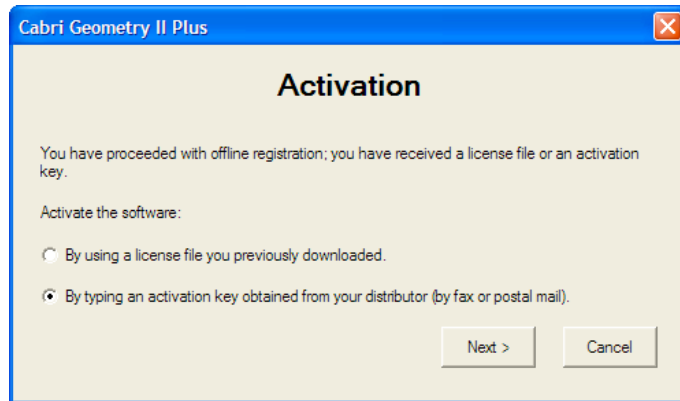 Cabri Geometry II Plus
Activation
You have proceeded with offline registration; you have received a license file or an activation
key.
Activate the software:
By using a license file you previously downloaded.
By typing an activation key obtained from your distributor (by fax or postal mail).
Next >
Cancel